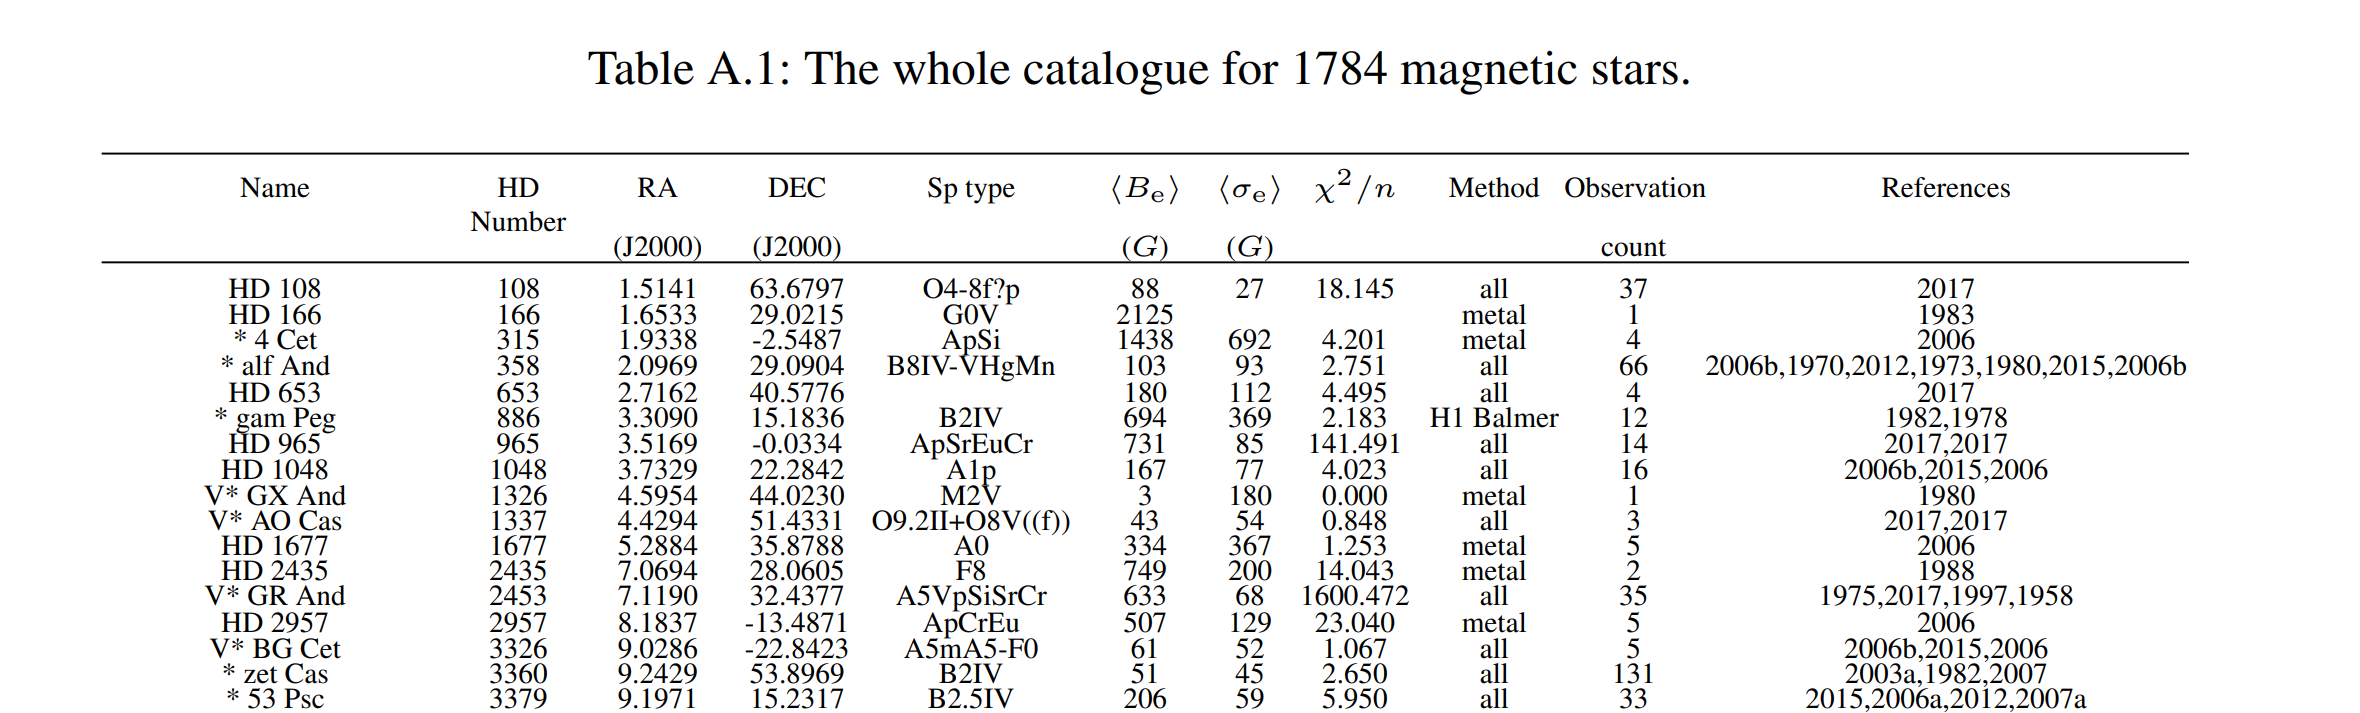 Table A.1: The whole catalogue for 1784 magnetic stars.
Name HD RA DEC Sp type ⟨Be⟩ ⟨σe⟩ χ²/n Method Observation References
Number
(J2000) (J2000) (G) (G) count
HD 108 108 1.5141 63.6797 O4-8f?p 88 27 18.145 all 37 2017
HD 166 166 1.6533 29.0215 G0V 2125 metal 1 1983
* 4 Cet 315 1.9338 -2.5487 ApSi 1438 692 4.201 metal 4 2006
* alf And 358 2.0969 29.0904 B8IV-VHgMn 103 93 2.751 all 66 2006b,1970,2012,1973,1980,2015,2006b
HD 653 653 2.7162 40.5776 180 112 4.495 all 4 2017
* gam Peg 886 3.3090 15.1836 B2IV 694 369 2.183 H1 Balmer 12 1982,1978
HD 965 965 3.5169 -0.0334 ApSrEuCr 731 85 141.491 all 14 2017,2017
HD 1048 1048 3.7329 22.2842 A1p 167 77 4.023 all 16 2006b,2015,2006
V* GX And 1326 4.5954 44.0230 M2V 3 180 0.000 metal 1 1980
V* AO Cas 1337 4.4294 51.4331 O9.2II+O8V((f)) 43 54 0.848 all 3 2017,2017
HD 1677 1677 5.2884 35.8788 A0 334 367 1.253 metal 5 2006
HD 2435 2435 7.0694 28.0605 F8 749 200 14.043 metal 2 1988
V* GR And 2453 7.1190 32.4377 A5VpSiSrCr 633 68 1600.472 all 35 1975,2017,1997,1958
HD 2957 2957 8.1837 -13.4871 ApCrEu 507 129 23.040 metal 5 2006
V* BG Cet 3326 9.0286 -22.8423 A5mA5-F0 61 52 1.067 all 5 2006b,2015,2006
* zet Cas 3360 9.2429 53.8969 B2IV 51 45 2.650 all 131 2003a,1982,2007
* 53 Psc 3379 9.1971 15.2317 B2.5IV 206 59 5.950 all 33 2015,2006a,2012,2007a